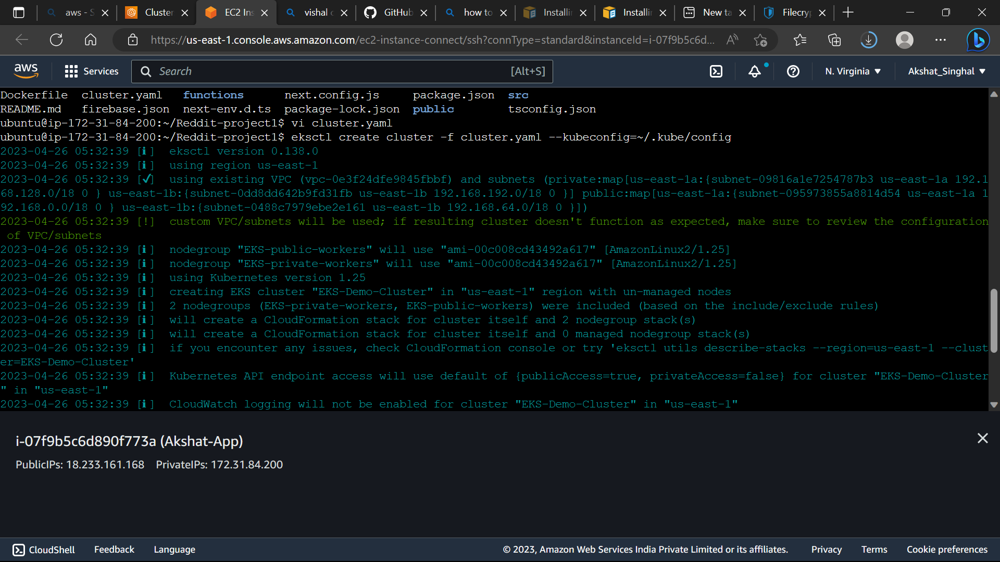 aws - S
Cluster
EC2 Ins
vishal c
GitHub
how to
Installin
Installin
New ta
Filecryp
https://us-east-1.console.aws.amazon.com/ec2-instance-connect/ssh?connType=standard&instanceId=i-07f9b5c6d...
aws
Services
Search
[Alt+S]
N. Virginia
Akshat_Singhal
Dockerfile cluster.yaml functions next.config.js package.json src
README.md firebase.json next-env.d.ts package-lock.json public tsconfig.json
ubuntu@ip-172-31-84-200:~/Reddit-project1$ vi cluster.yaml
ubuntu@ip-172-31-84-200:~/Reddit-project1$ eksctl create cluster -f cluster.yaml --kubeconfig=~/.kube/config
2023-04-26 05:32:39 [ℹ] eksctl version 0.138.0
2023-04-26 05:32:39 [ℹ] using region us-east-1
2023-04-26 05:32:39 [✓] using existing VPC (vpc-0e3f24dfe9845fbbf) and subnets (private:map[us-east-1a:{subnet-09816a1e7254787b3 us-east-1a 192.1
68.128.0/18 0 } us-east-1b:{subnet-0dd8dd642b9fd31fb us-east-1b 192.168.192.0/18 0 }] public:map[us-east-1a:{subnet-095973855a8814d54 us-east-1a 1
92.168.0.0/18 0 } us-east-1b:{subnet-0488c7979ebe2e161 us-east-1b 192.168.64.0/18 0 }])
2023-04-26 05:32:39 [!] custom VPC/subnets will be used; if resulting cluster doesn't function as expected, make sure to review the configuration
of VPC/subnets
2023-04-26 05:32:39 [ℹ] nodegroup "EKS-public-workers" will use "ami-00c008cd43492a617" [AmazonLinux2/1.25]
2023-04-26 05:32:39 [ℹ] nodegroup "EKS-private-workers" will use "ami-00c008cd43492a617" [AmazonLinux2/1.25]
2023-04-26 05:32:39 [ℹ] using Kubernetes version 1.25
2023-04-26 05:32:39 [ℹ] creating EKS cluster "EKS-Demo-Cluster" in "us-east-1" region with un-managed nodes
2023-04-26 05:32:39 [ℹ] 2 nodegroups (EKS-private-workers, EKS-public-workers) were included (based on the include/exclude rules)
2023-04-26 05:32:39 [ℹ] will create a CloudFormation stack for cluster itself and 2 nodegroup stack(s)
2023-04-26 05:32:39 [ℹ] will create a CloudFormation stack for cluster itself and 0 managed nodegroup stack(s)
2023-04-26 05:32:39 [ℹ] if you encounter any issues, check CloudFormation console or try 'eksctl utils describe-stacks --region=us-east-1 --clust
er=EKS-Demo-Cluster'
2023-04-26 05:32:39 [ℹ] Kubernetes API endpoint access will use default of {publicAccess=true, privateAccess=false} for cluster "EKS-Demo-Cluster
" in "us-east-1"
2023-04-26 05:32:39 [ℹ] CloudWatch logging will not be enabled for cluster "EKS-Demo-Cluster" in "us-east-1"
i-07f9b5c6d890f773a (Akshat-App)
PublicIPs: 18.233.161.168 PrivateIPs: 172.31.84.200
CloudShell
Feedback
Language
© 2023, Amazon Web Services India Private Limited or its affiliates.
Privacy
Terms
Cookie preferences